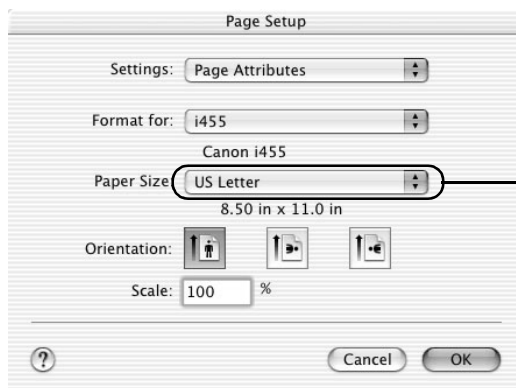 Page Setup
Settings: Page Attributes
Format for: i455
Canon i455
Paper Size US Letter
8.50 in x 11.0 in
Orientation:
Scale: 100 %
? Cancel OK